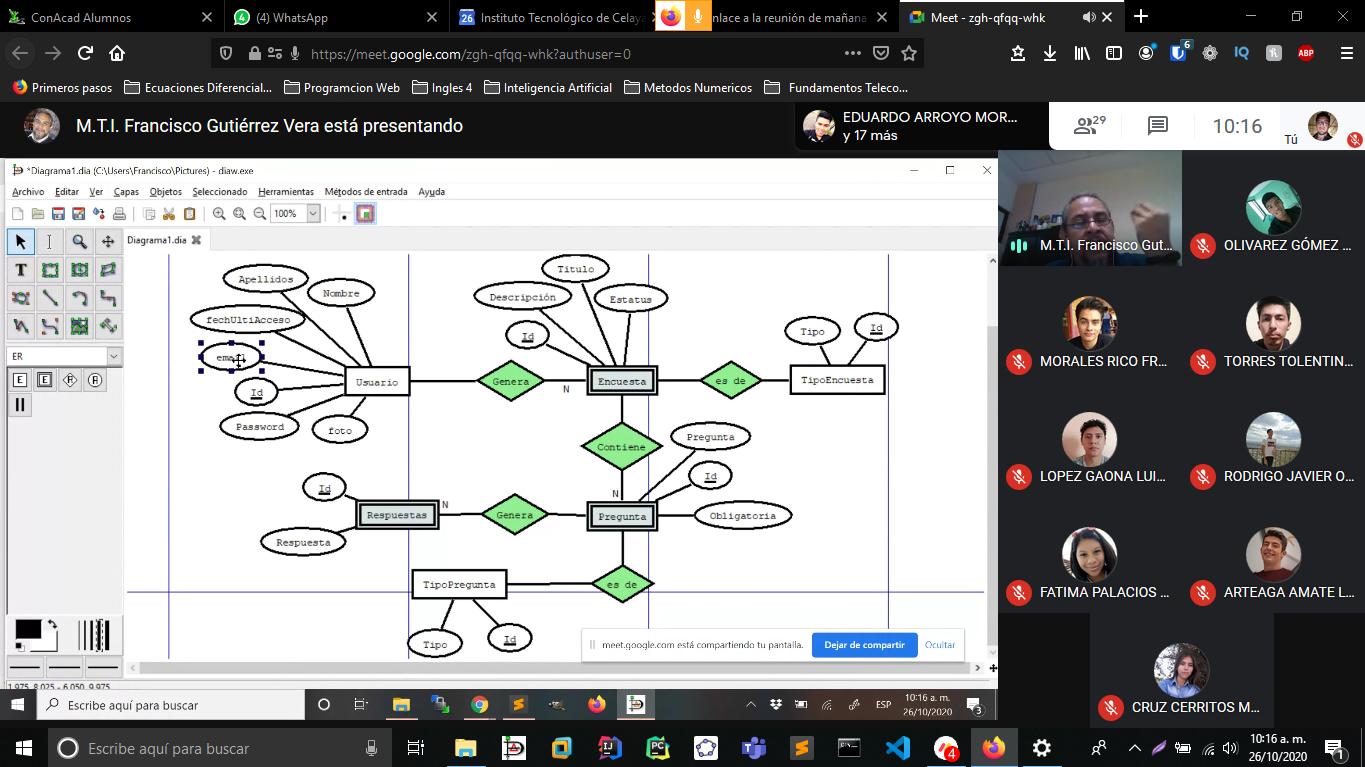 ConAcad Alumnos
(4) WhatsApp
26 Instituto Tecnológico de Celaya
nlace a la reunión de mañana
Meet - zgh-qfqq-whk
https://meet.google.com/zgh-qfqq-whk?authuser=0
6
IQ
ABP
Primeros pasos
Ecuaciones Diferencial...
Programcion Web
Ingles 4
Inteligencia Artificial
Metodos Numericos
Fundamentos Teleco...
M.T.I. Francisco Gutiérrez Vera está presentando
EDUARDO ARROYO MOR...
y 17 más
29
10:16
Tú
*Diagrama1.dia (C:\Users\Francisco\Pictures) - diaw.exe
Archivo Editar Ver Capas Objetos Seleccionado Herramientas Métodos de entrada Ayuda
100%
Diagrama1.dia
T
ER
E E R A
Apellidos
Nombre
fechUltiAcceso
email
Id
Password
foto
Usuario
Genera
N
Titulo
Descripción
Estatus
Id
Encuesta
es de
Tipo
Id
TipoEncuesta
Contiene
N
Pregunta
Id
Obligatoria
Pregunta
Genera
N
Respuestas
Id
Respuesta
es de
TipoPregunta
Tipo
Id
meet.google.com está compartiendo tu pantalla.
Dejar de compartir
Ocultar
1.975, 8.025 - 6.050, 9.975
Escribe aquí para buscar
ESP
10:16 a. m.
26/10/2020
3
M.T.I. Francisco Gut...
OLIVAREZ GÓMEZ ...
MORALES RICO FR...
TORRES TOLENTIN...
LOPEZ GAONA LUI...
RODRIGO JAVIER O...
FATIMA PALACIOS ...
ARTEAGA AMATE L...
CRUZ CERRITOS M...
Escribe aquí para buscar
4
10:16 a. m.
26/10/2020
1